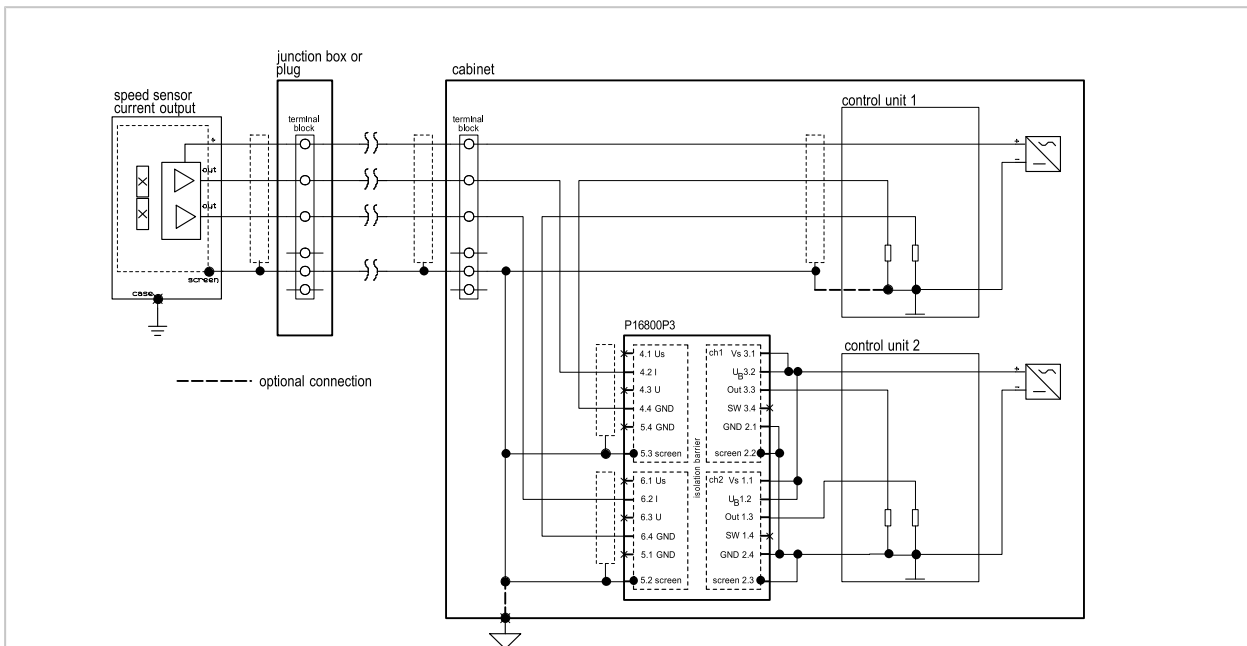 junction box or
plug
cabinet
speed sensor
current output
terminal
block
terminal
block
control unit 1
+
out
out
screen
case
+
-
P16800P3
control unit 2
optional connection
4.1 Us
4.2 I
4.3 U
4.4 GND
5.4 GND
5.3 screen
6.1 Us
6.2 I
6.3 U
6.4 GND
5.1 GND
5.2 screen
isolation barrier
ch1 Vs 3.1
UB3.2
Out 3.3
SW 3.4
GND 2.1
screen 2.2
ch2 Vs 1.1
UB1.2
Out 1.3
SW 1.4
GND 2.4
screen 2.3
+
-